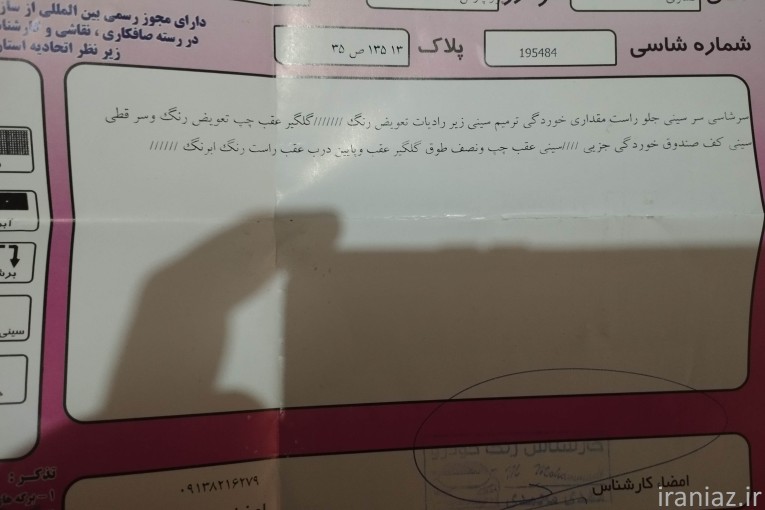 دارای مجوز رسمی بین المللی از
در رسته صافکاری ، نقاشی و
زیر نظر اتحادیه
شماره شاسی 195484 پلاک ۱۳ ۱۳۵ ص ۳۵
سرشاسی سر سینی جلو راست مقداری خوردگی ترمیم سینی زیر رادیات تعویض رنگ ///////گلگیر عقب چپ تعویض رنگ وسر قطی
سینی کف صندوق خوردگی جزیی ////سینی عقب چپ ونصف طوق گلگیر عقب وپایین درب عقب راست رنگ ابرنگ //////
سینی
تذکر :
امضا کارشناس
۰۹۱۳۸۲۱۶۲۷۹
iraniaz.ir